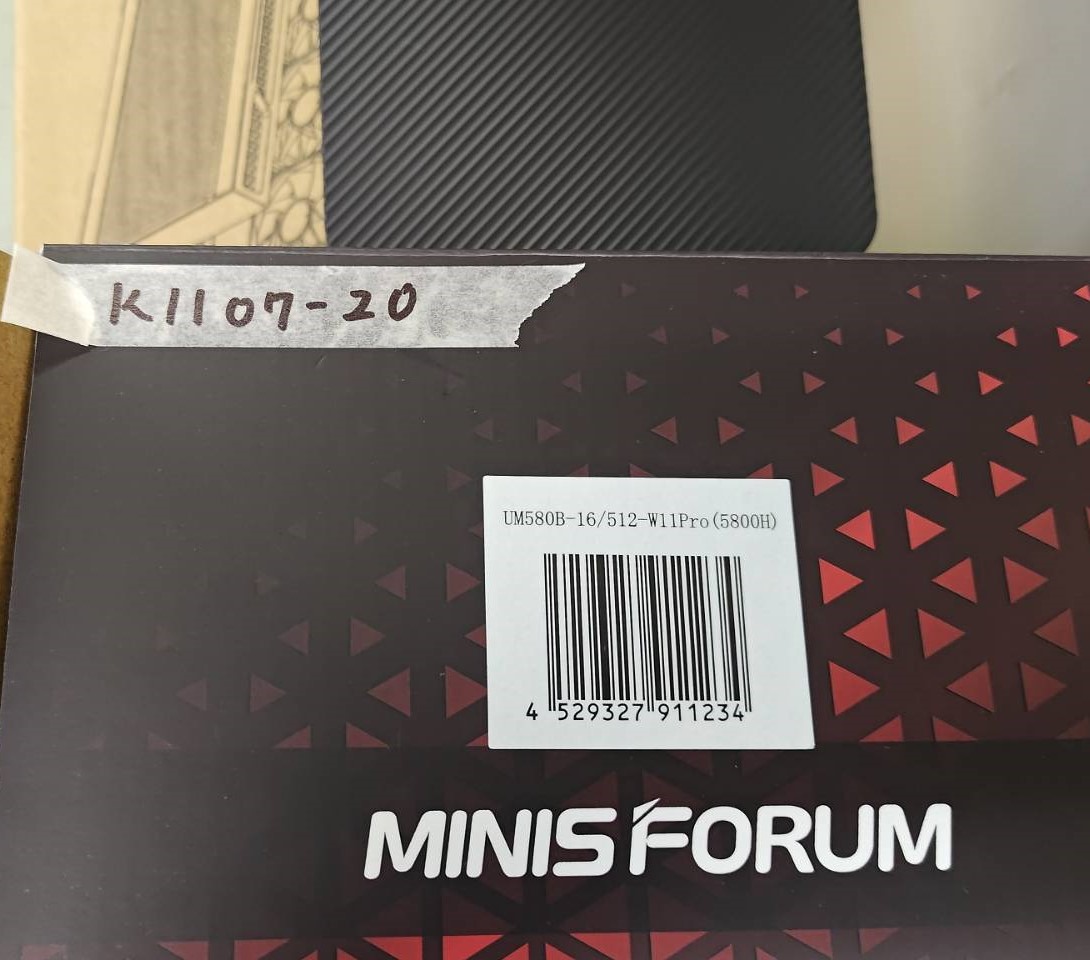 K1107-20
UM580B-16/512-W11Pro(5800H)
4 529327 911234
MINISFORUM